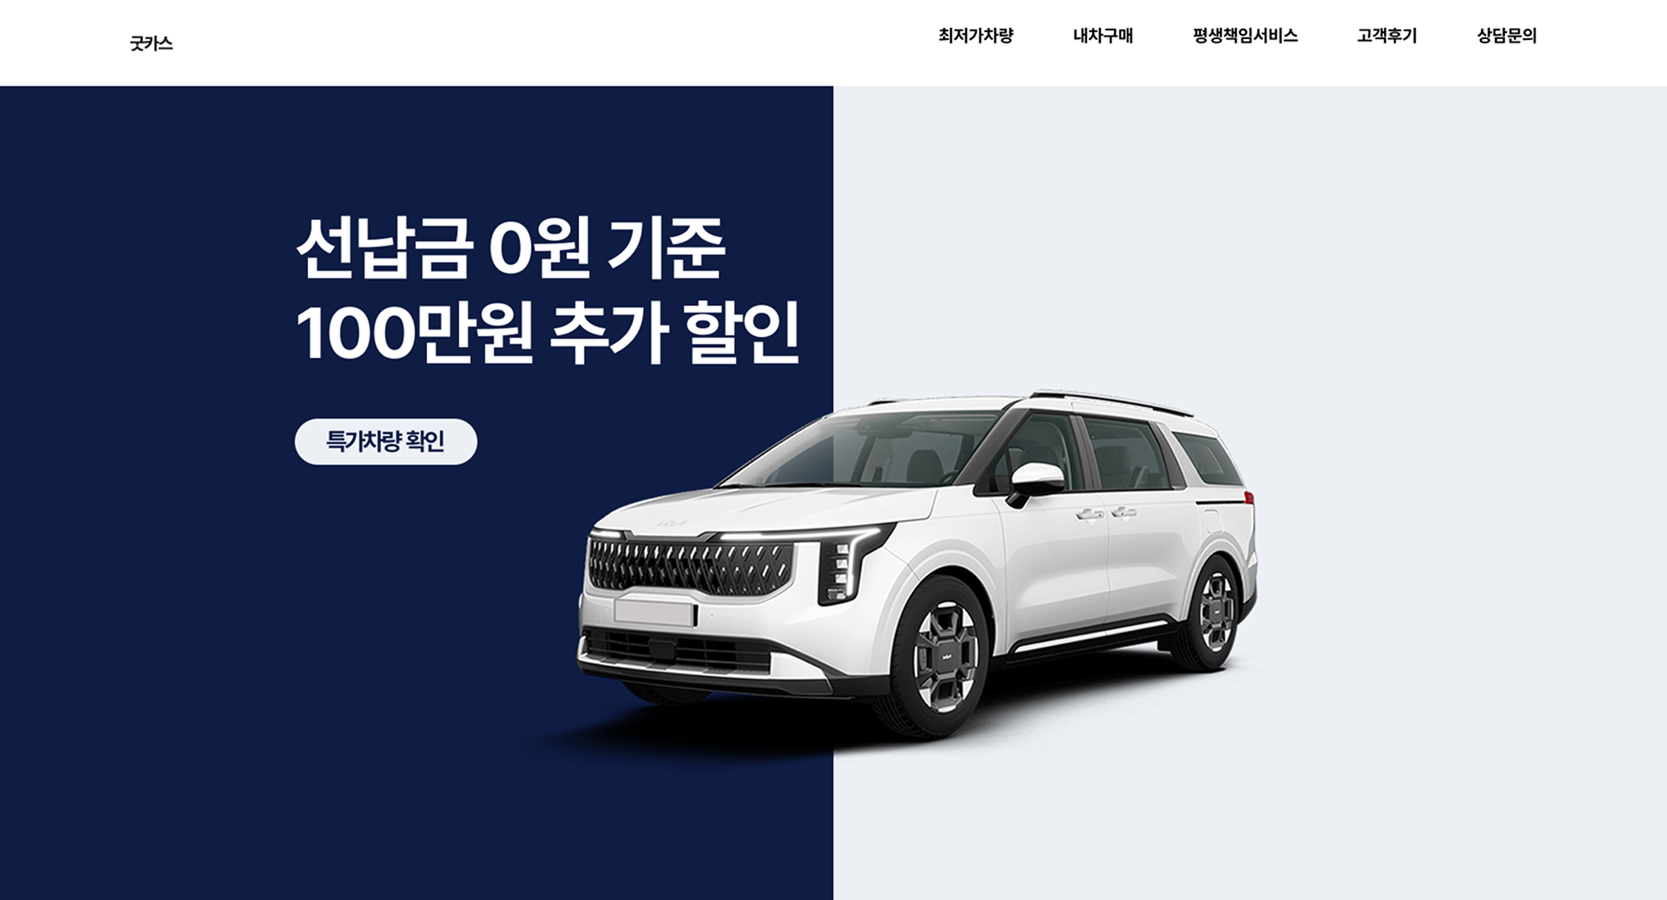 굿카스
최저가차량 내차구매 평생책임서비스 고객후기 상담문의
선납금 0원 기준
100만원 추가 할인
특가차량 확인